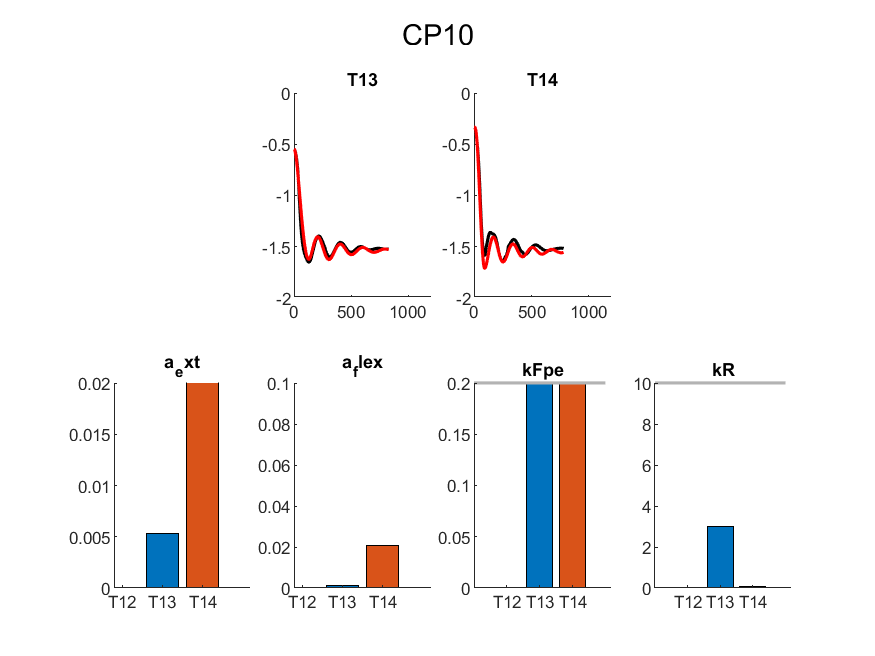 CP10
T13 T14
0 0
-0.5 -0.5
-1 -1
-1.5 -1.5
-2 -2
0 500 1000 0 500 1000
a_ext a_flex kFpe kR
0.02 0.1 0.2 10
0.015 0.08 0.15 8
0.01 0.06 0.1 6
0.005 0.04 0.05 4
0 0.02 0 2
0 0
T12 T13 T14 T12 T13 T14 T12 T13 T14 T12 T13 T14